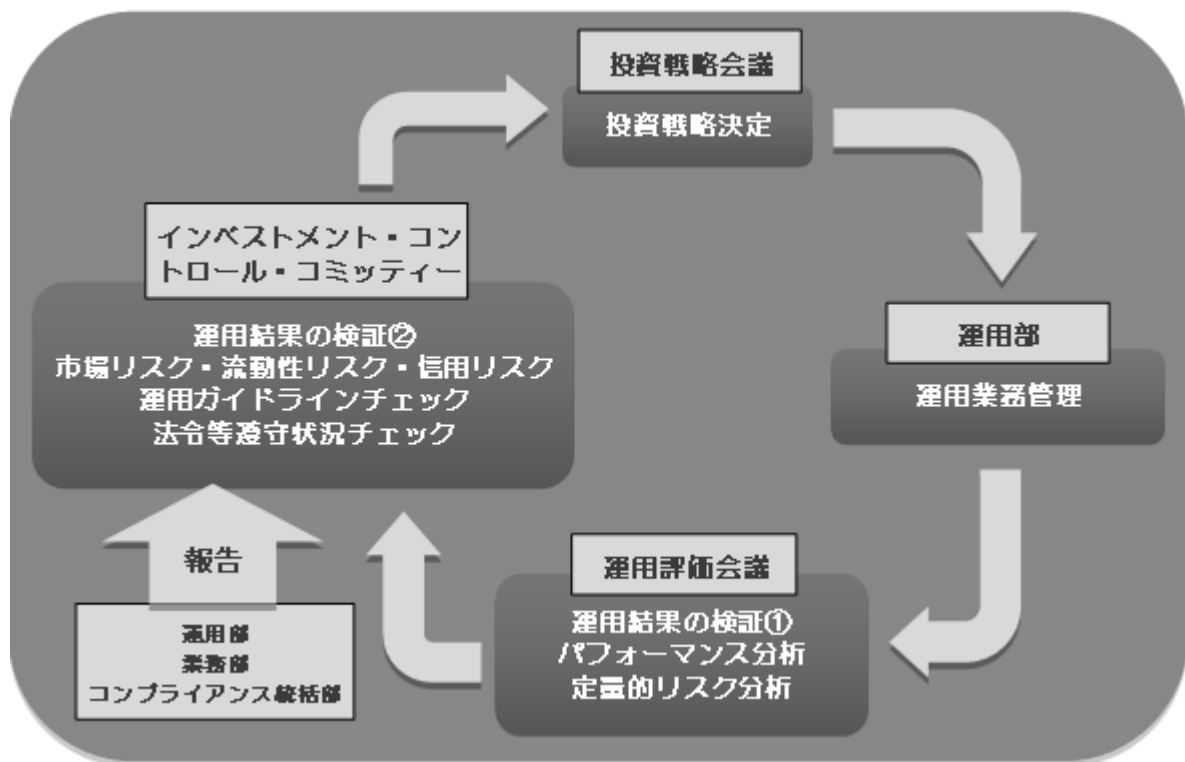 投資戦略会議
投資戦略決定
インベストメント・コン
トロール・コミッティー
運用結果の検証②
市場リスク・流動性リスク・信用リスク
運用ガイドラインチェック
法令等遵守状況チェック
運用部
運用業務管理
報告
運用評価会議
運用結果の検証①
パフォーマンス分析
定量的リスク分析
運用部
業務部
コンプライアンス統括部